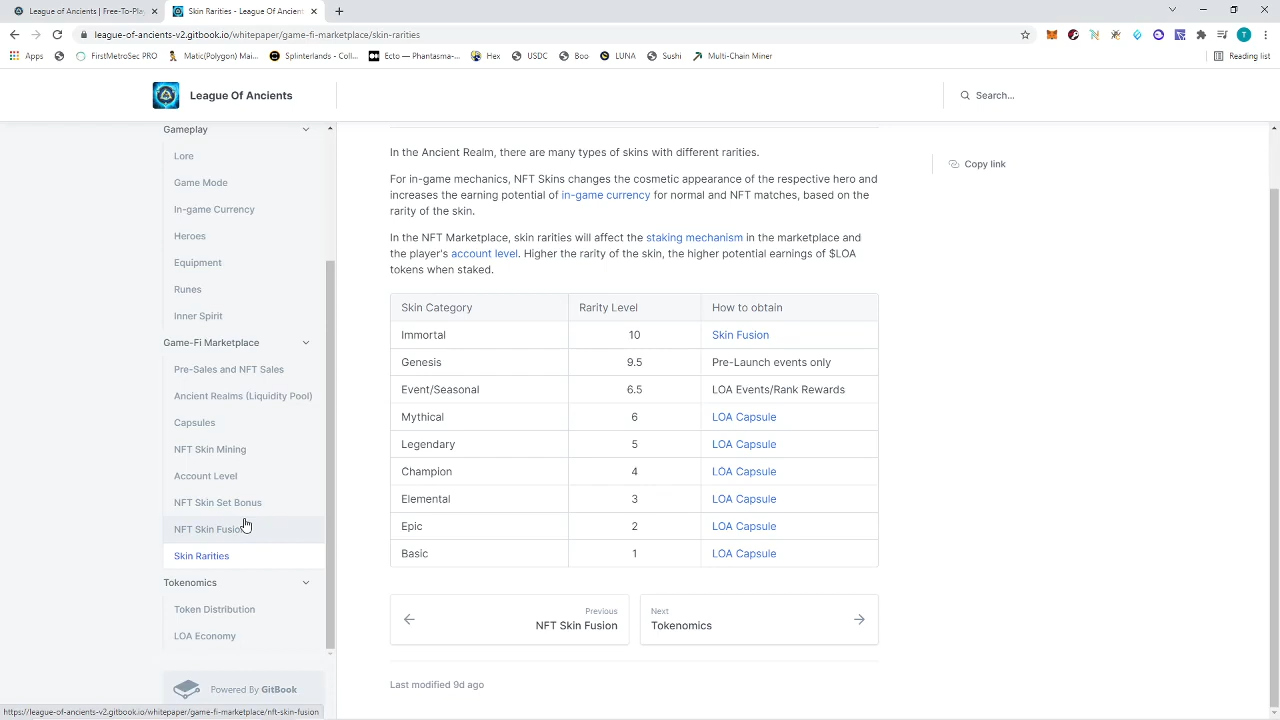 League of Ancients | Free-To-Play
Skin Rarities - League Of Ancients
league-of-ancients-v2.gitbook.io/whitepaper/game-fi-marketplace/skin-rarities
T
Apps
FirstMetroSec PRO
Matic(Polygon) Mai...
Splinterlands - Coll...
Ecto — Phantasma-...
Hex
USDC
Boo
LUNA
Sushi
Multi-Chain Miner
Reading list
League Of Ancients
Search...
Gameplay
Lore
Game Mode
In-game Currency
Heroes
Equipment
Runes
Inner Spirit
Game-Fi Marketplace
Pre-Sales and NFT Sales
Ancient Realms (Liquidity Pool)
Capsules
NFT Skin Mining
Account Level
NFT Skin Set Bonus
NFT Skin Fusion
Skin Rarities
Tokenomics
Token Distribution
LOA Economy
Powered By GitBook
In the Ancient Realm, there are many types of skins with different rarities.
For in-game mechanics, NFT Skins changes the cosmetic appearance of the respective hero and
increases the earning potential of in-game currency for normal and NFT matches, based on the
rarity of the skin.
In the NFT Marketplace, skin rarities will affect the staking mechanism in the marketplace and
the player's account level. Higher the rarity of the skin, the higher potential earnings of $LOA
tokens when staked.
Skin Category Rarity Level How to obtain
Immortal 10 Skin Fusion
Genesis 9.5 Pre-Launch events only
Event/Seasonal 6.5 LOA Events/Rank Rewards
Mythical 6 LOA Capsule
Legendary 5 LOA Capsule
Champion 4 LOA Capsule
Elemental 3 LOA Capsule
Epic 2 LOA Capsule
Basic 1 LOA Capsule
Previous
NFT Skin Fusion
Next
Tokenomics
Last modified 9d ago
Copy link
https://league-of-ancients-v2.gitbook.io/whitepaper/game-fi-marketplace/nft-skin-fusion